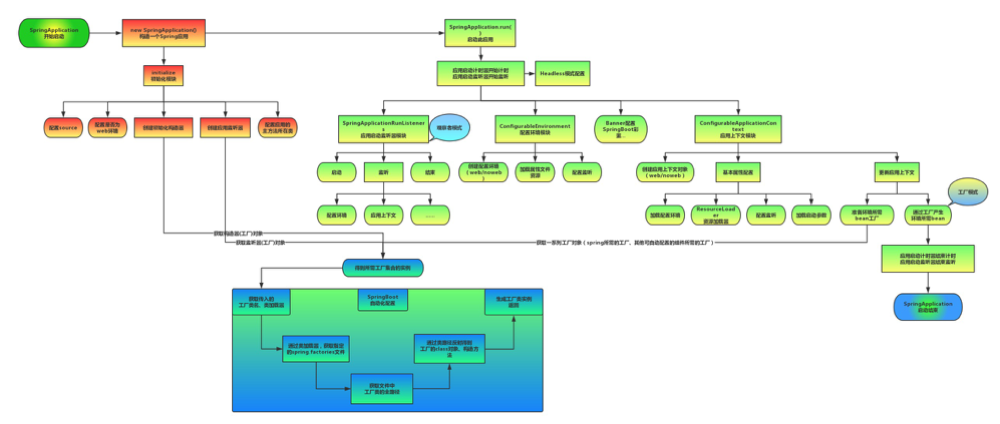 SpringApplication
开始启动
new SpringApplication()
构造一个Spring应用
SpringApplication.run(
)
启动此应用
initialize
初始化模块
应用启动计时器开始计时
应用启动监听器开始监听
Headless模式配置
配置source
配置是否为
web环境
创建初始化构造器
创建应用监听器
配置应用的
主方法所在类
SpringApplicationRunListener
s
应用启动监听器模块
观察者模式
ConfigurableEnvironment
配置环境模块
Banner配置
SpringBoot彩
ConfigurableApplicationCon
text
应用上下文模块
启动
监听
结束
创建配置环境
(web/noweb
)
加载属性文件
资源
配置监听
创建应用上下文对象
(web/noweb)
基本属性配置
更新应用上下文
工厂模式
配置环境
应用上下文
......
加载配置环境
ResourceLoad
er
资源加载器
配置监听
加载启动参数
准备环境所需
bean工厂
通过工厂产生
环境所需bean
获取构造器(工厂)对象
获取监听器(工厂)对象
获取一系列工厂对象(spring所需的工厂、其他可自动配置的组件所需的工厂)
应用启动计时器结束计时
应用启动监听器结束监听
得到所需工厂集合的实例
SpringApplication
启动结束
获取传入的
工厂类名、类加载器
SpringBoot
自动化配置
生成工厂类实例
返回
通过类加载器、获取指定
的spring.factories文件
工厂的class对象、构造方
法
获取文件中
工厂类的全路径